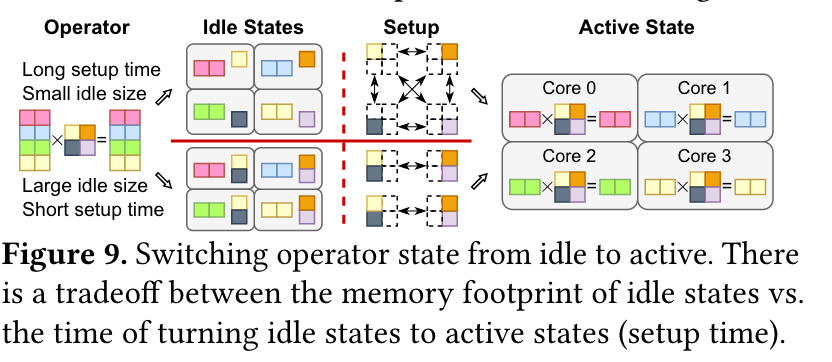 Operator
Idle States
Setup
Active State
Long setup time
Small idle size
× =
Large idle size
Short setup time
Core 0
× =
Core 1
× =
Core 2
× =
Core 3
× =
Figure 9. Switching operator state from idle to active. There
is a tradeoff between the memory footprint of idle states vs.
the time of turning idle states to active states (setup time).